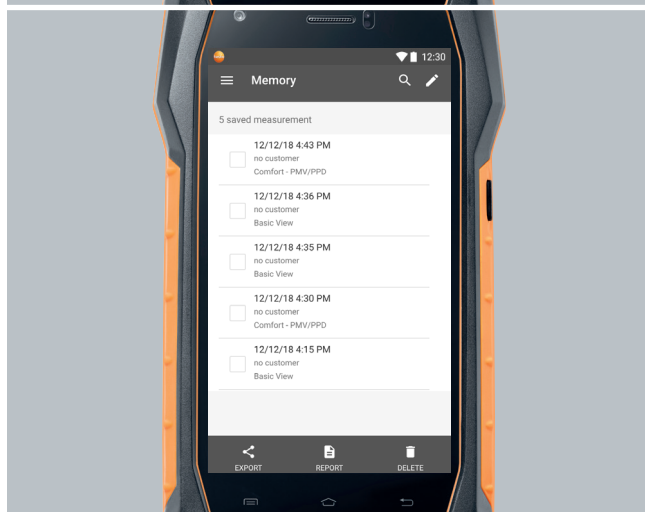 12:30
Memory
5 saved measurement
12/12/18 4:43 PM
no customer
Comfort - PMV/PPD
12/12/18 4:36 PM
no customer
Basic View
12/12/18 4:35 PM
no customer
Basic View
12/12/18 4:30 PM
no customer
Comfort - PMV/PPD
12/12/18 4:15 PM
no customer
Basic View
EXPORT REPORT DELETE